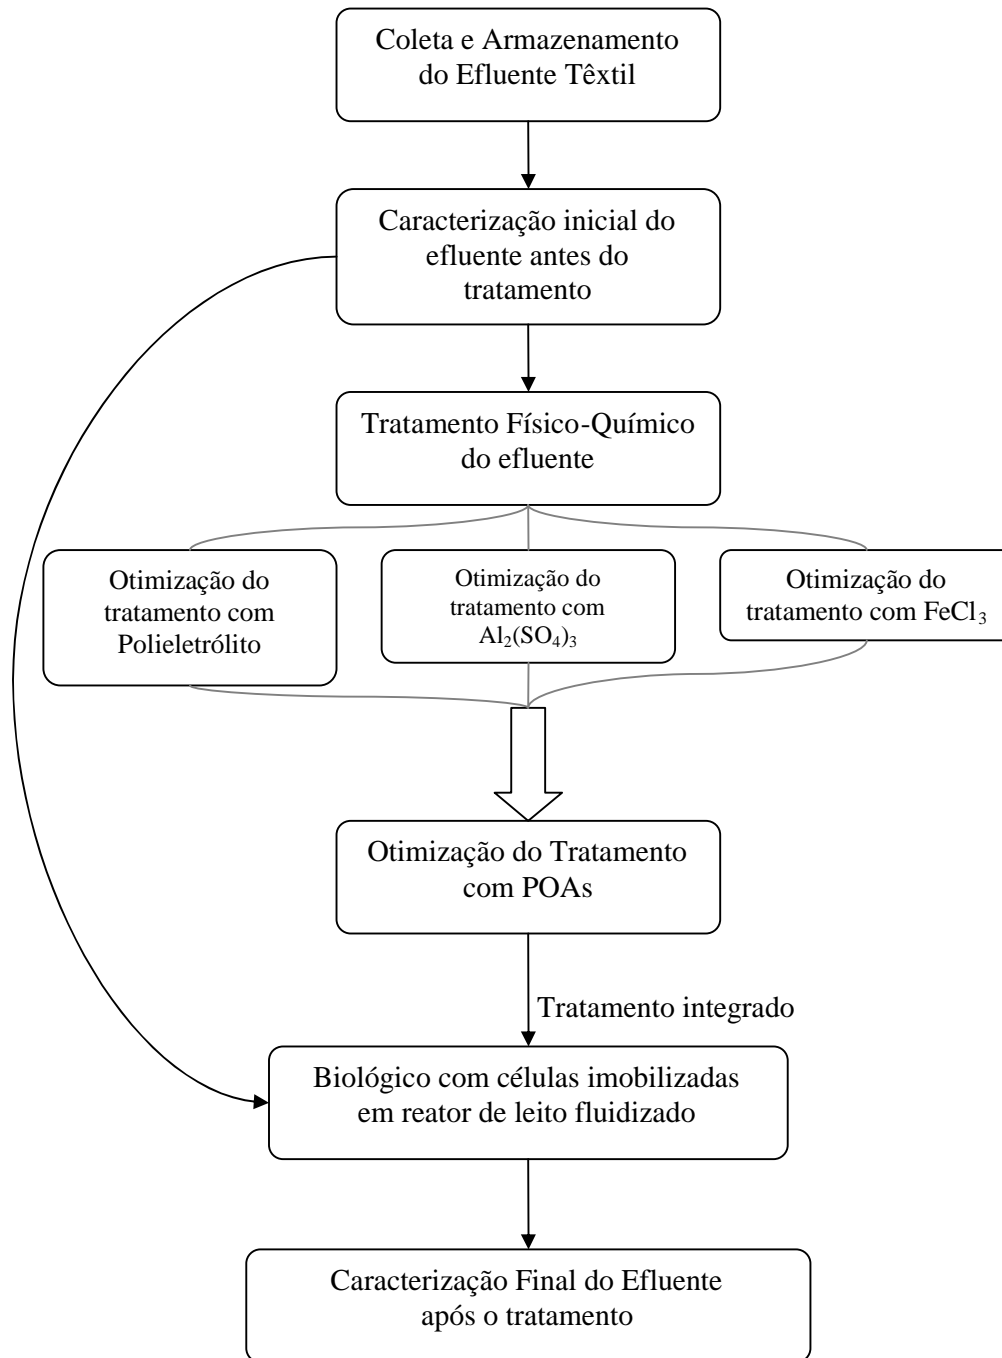 Coleta e Armazenamento
do Efluente Têxtil
Caracterização inicial do
efluente antes do
tratamento
Tratamento Físico-Químico
do efluente
Otimização do
tratamento com
Polieletrólito
Otimização do
tratamento com
Al₂(SO₄)₃
Otimização do
tratamento com FeCl₃
Otimização do Tratamento
com POAs
Tratamento integrado
Biológico com células imobilizadas
em reator de leito fluidizado
Caracterização Final do Efluente
após o tratamento